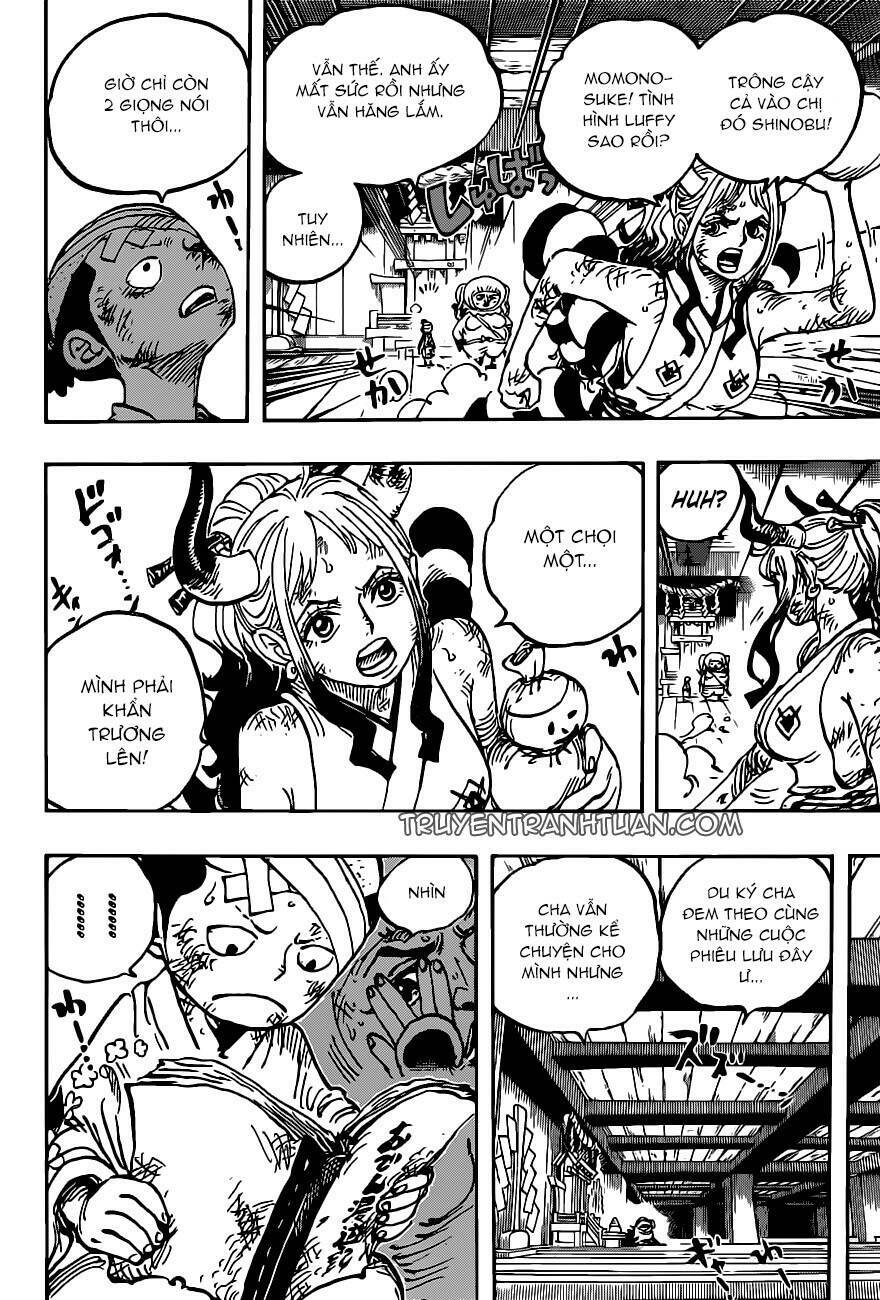 TRÔNG CẬY
CẢ VÀO CHỊ
ĐÓ SHINOBU!
MOMONO-
SUKE! TÌNH
HÌNH LUFFY
SAO RỒI?
VẪN THẾ. ANH ẤY
MẤT SỨC RỒI NHƯNG
VẪN HĂNG LẮM.
TUY
NHIÊN...
GIỜ CHỈ CÒN
2 GIỌNG NÓI
THÔI...
HUH?
MỘT CHỌI
MỘT...
MÌNH PHẢI
KHẨN
TRƯƠNG
LÊN!
TRUYENTRANHTUAN.COM
DU KÝ CHA
ĐEM THEO CÙNG
NHỮNG CUỘC
PHIÊU LƯU ĐÂY
Ư...
CHA VẪN
THƯỜNG KỂ
CHUYỆN CHO
MÌNH NHƯNG
...
NHÌN